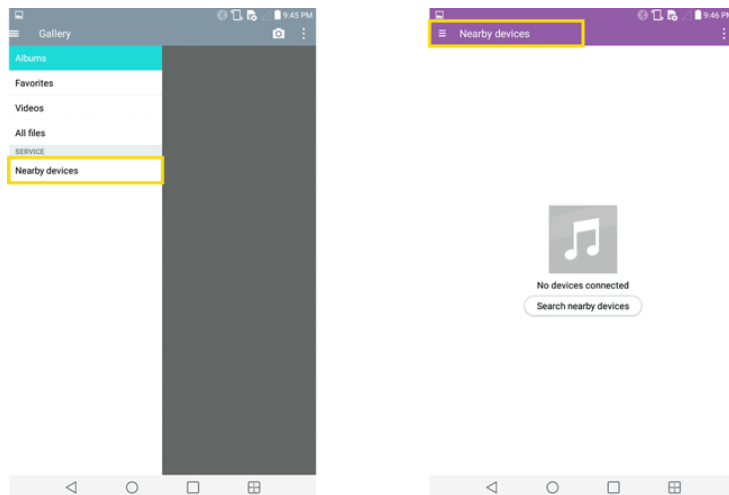 9:45 PM
Gallery
Albums
Favorites
Videos
All files
SERVICE
Nearby devices
9:46 PM
Nearby devices
No devices connected
Search nearby devices